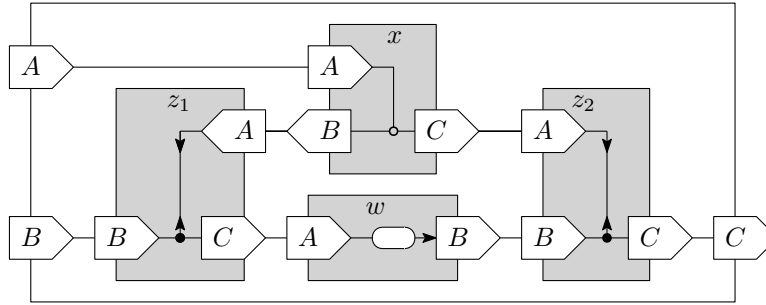 x
A A
z₁ z₂
A B C A
w
B B C A B B C C